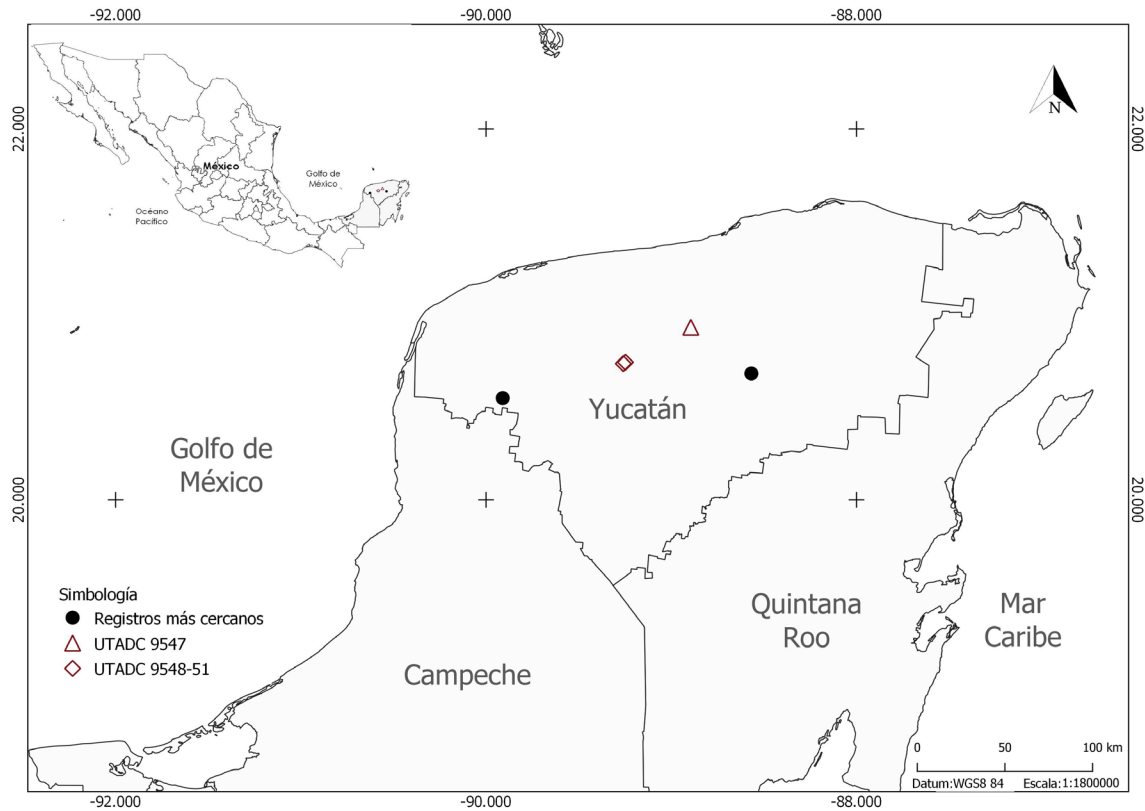 -92.000
-90.000
-88.000
22.000
22.000
México
Golfo de
México
Océano
Pacífico
N
Yucatán
Golfo de
México
20.000
20.000
Simbología
Registros más cercanos
UTADC 9547
UTADC 9548-51
Quintana
Roo
Mar
Caribe
Campeche
0 50 100 km
Datum:WGS8 84 Escala:1:1800000
-92.000
-90.000
-88.000